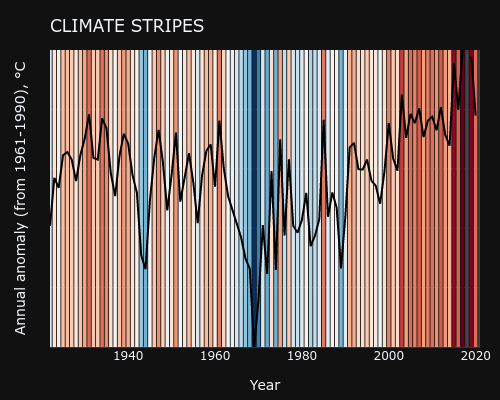 CLIMATE STRIPES
Annual anomaly (from 1961-1990), °C
1940 1960 1980 2000 2020
Year